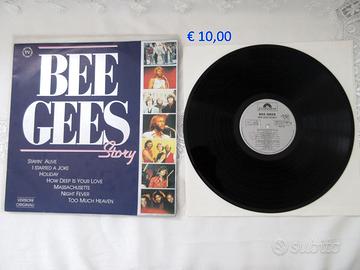 € 10,00
BEE
GEES
Story
STAYIN' ALIVE
I STARTED A JOKE
HOLIDAY
HOW DEEP IS YOUR LOVE
MASSACHUSETTS
NIGHT FEVER
TOO MUCH HEAVEN
VERSIONI
ORIGINALI
BEE GEES
subito